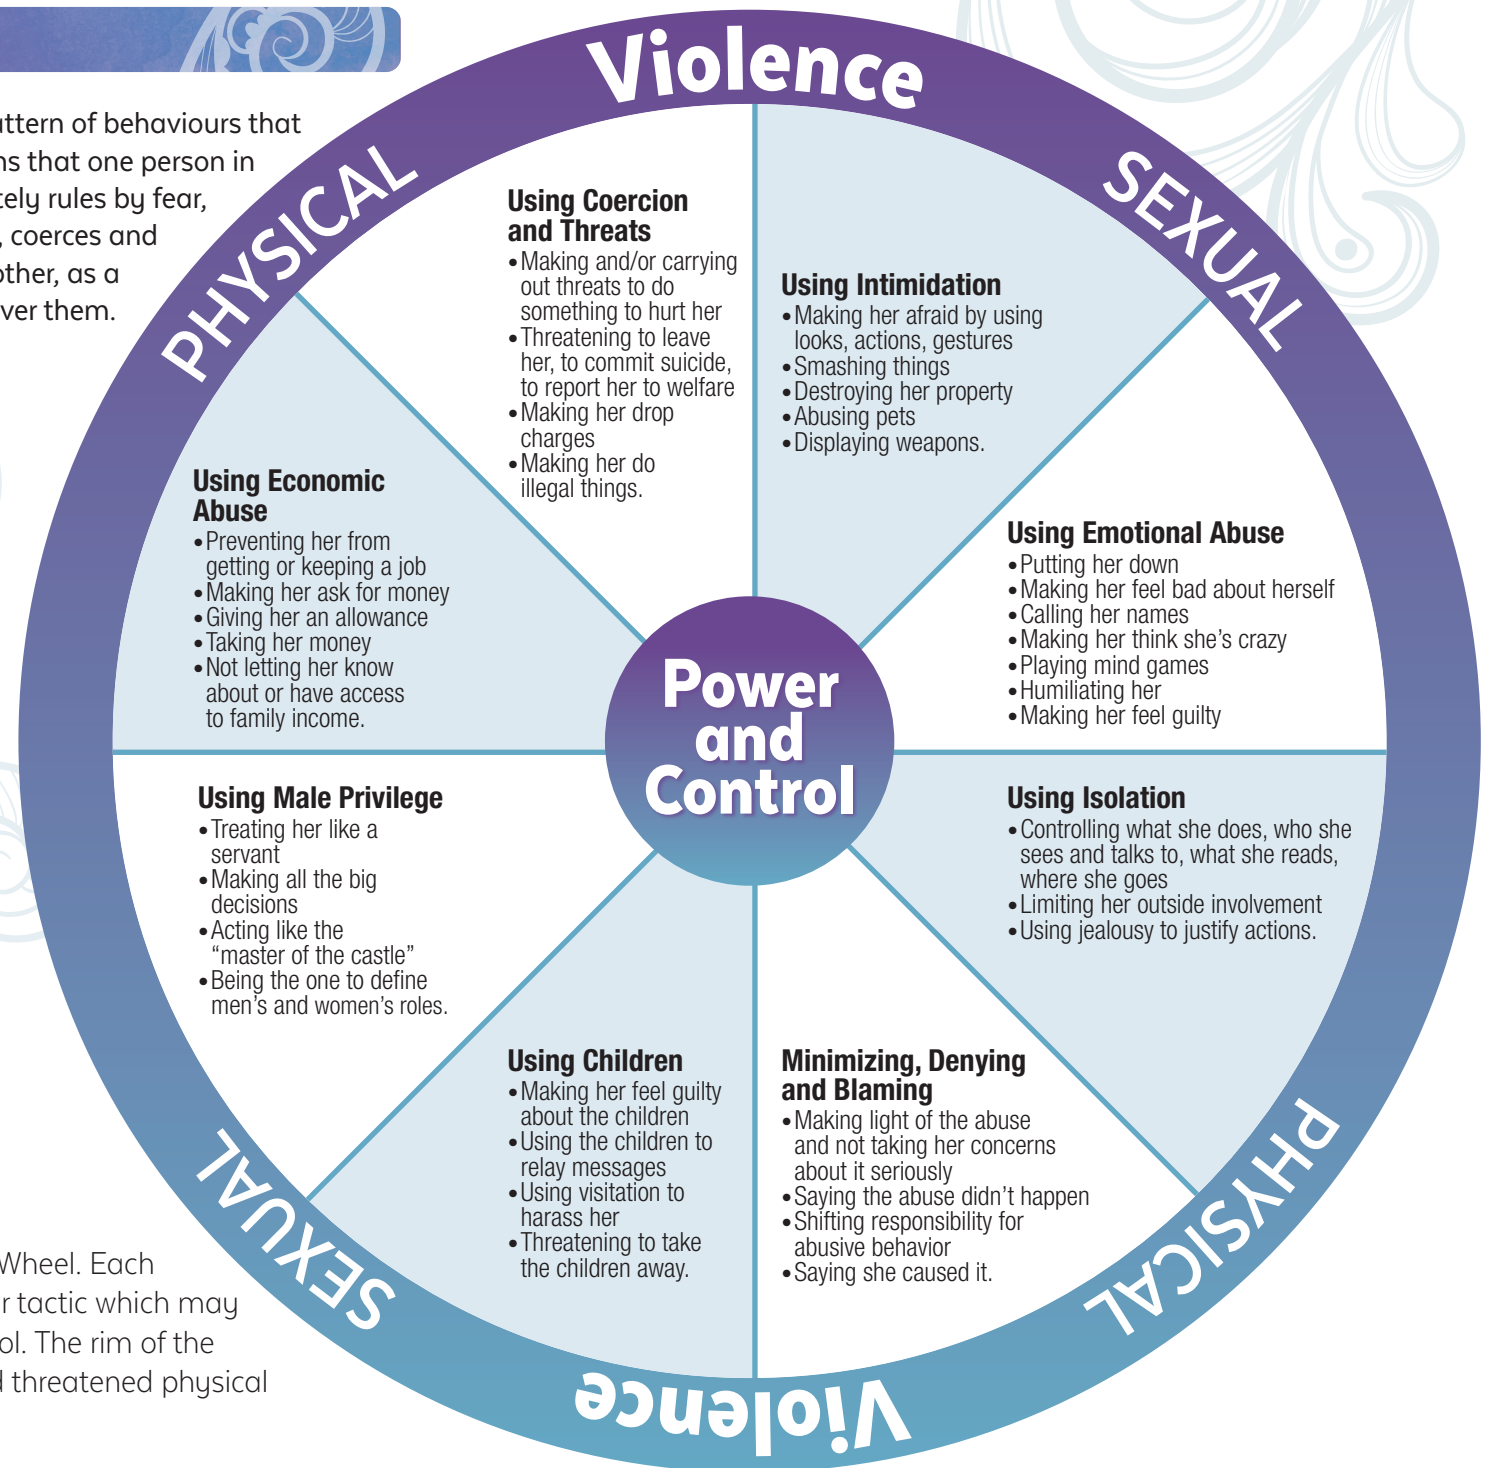 attern of behaviours that
ns that one person in
tely rules by fear,
, coerces and
other, as a
ver them.
Violence
PHYSICAL
SEXUAL
Using Coercion
and Threats
• Making and/or carrying
out threats to do
something to hurt her
• Threatening to leave
her, to commit suicide,
to report her to welfare
• Making her drop
charges
• Making her do
illegal things.
Using Intimidation
• Making her afraid by using
looks, actions, gestures
• Smashing things
• Destroying her property
• Abusing pets
• Displaying weapons.
Using Economic
Abuse
• Preventing her from
getting or keeping a job
• Making her ask for money
• Giving her an allowance
• Taking her money
• Not letting her know
about or have access
to family income.
Using Emotional Abuse
• Putting her down
• Making her feel bad about herself
• Calling her names
• Making her think she's crazy
• Playing mind games
• Humiliating her
• Making her feel guilty
Power
and
Control
Using Male Privilege
• Treating her like a
servant
• Making all the big
decisions
• Acting like the
“master of the castle”
• Being the one to define
men's and women's roles.
Using Isolation
• Controlling what she does, who she
sees and talks to, what she reads,
where she goes
• Limiting her outside involvement
• Using jealousy to justify actions.
Using Children
• Making her feel guilty
about the children
• Using the children to
relay messages
• Using visitation to
harass her
• Threatening to take
the children away.
Minimizing, Denying
and Blaming
• Making light of the abuse
and not taking her concerns
about it seriously
• Saying the abuse didn't happen
• Shifting responsibility for
abusive behavior
• Saying she caused it.
SEXUAL
PHYSICAL
Violence
Wheel. Each
r tactic which may
ol. The rim of the
d threatened physical